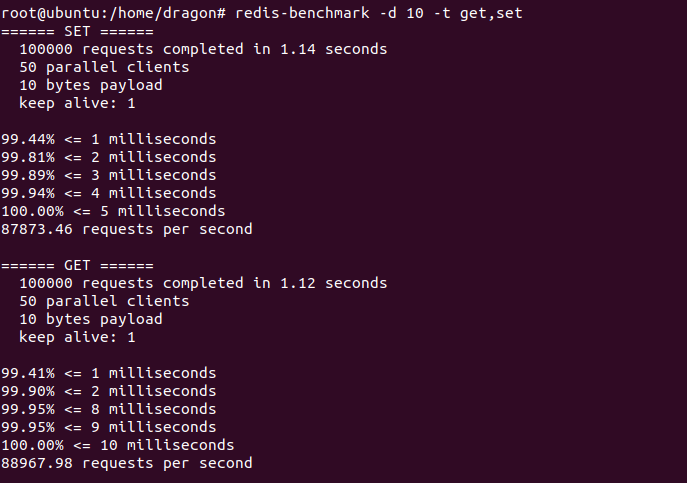 root@ubuntu:/home/dragon# redis-benchmark -d 10 -t get,set
====== SET ======
  100000 requests completed in 1.14 seconds
  50 parallel clients
  10 bytes payload
  keep alive: 1

99.44% <= 1 milliseconds
99.81% <= 2 milliseconds
99.89% <= 3 milliseconds
99.94% <= 4 milliseconds
100.00% <= 5 milliseconds
87873.46 requests per second

====== GET ======
  100000 requests completed in 1.12 seconds
  50 parallel clients
  10 bytes payload
  keep alive: 1

99.41% <= 1 milliseconds
99.90% <= 2 milliseconds
99.95% <= 8 milliseconds
99.95% <= 9 milliseconds
100.00% <= 10 milliseconds
88967.98 requests per second